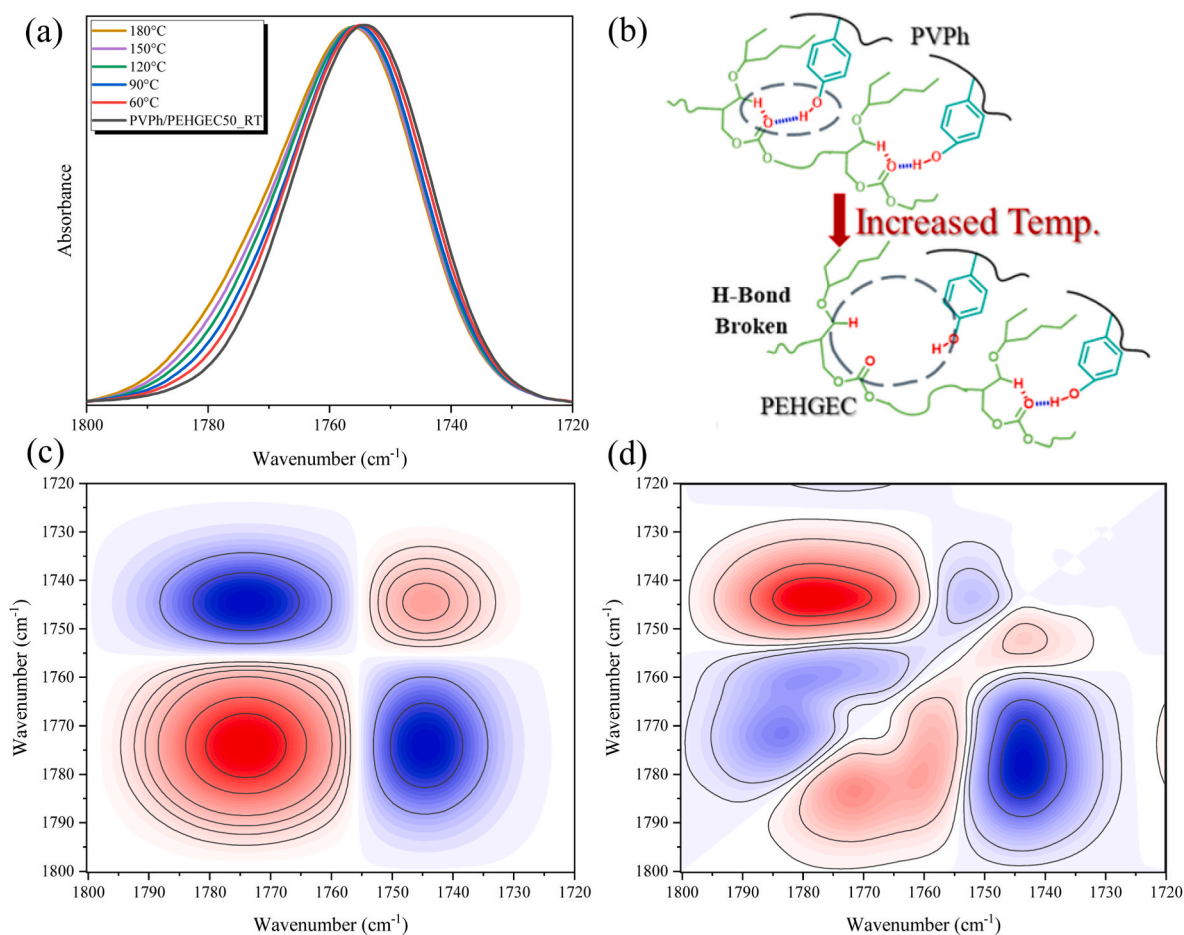 (a)
180°C
150°C
120°C
90°C
60°C
PVPh/PEHGEC50_RT
Absorbance
1800
1780
1760
1740
1720
Wavenumber (cm⁻¹)
(b)
PVPh
O
H
O
H
O
O
O
O
H
O
H
O
O
O
Increased Temp.
H-Bond
Broken
O
H
O
O
O
H
O
PEHGEC
O
H
O
H
O
O
O
(c)
1720
1730
1740
1750
1760
1770
1780
1790
1800
Wavenumber (cm⁻¹)
1800
1790
1780
1770
1760
1750
1740
1730
1720
Wavenumber (cm⁻¹)
(d)
1720
1730
1740
1750
1760
1770
1780
1790
1800
Wavenumber (cm⁻¹)
1800
1790
1780
1770
1760
1750
1740
1730
1720
Wavenumber (cm⁻¹)